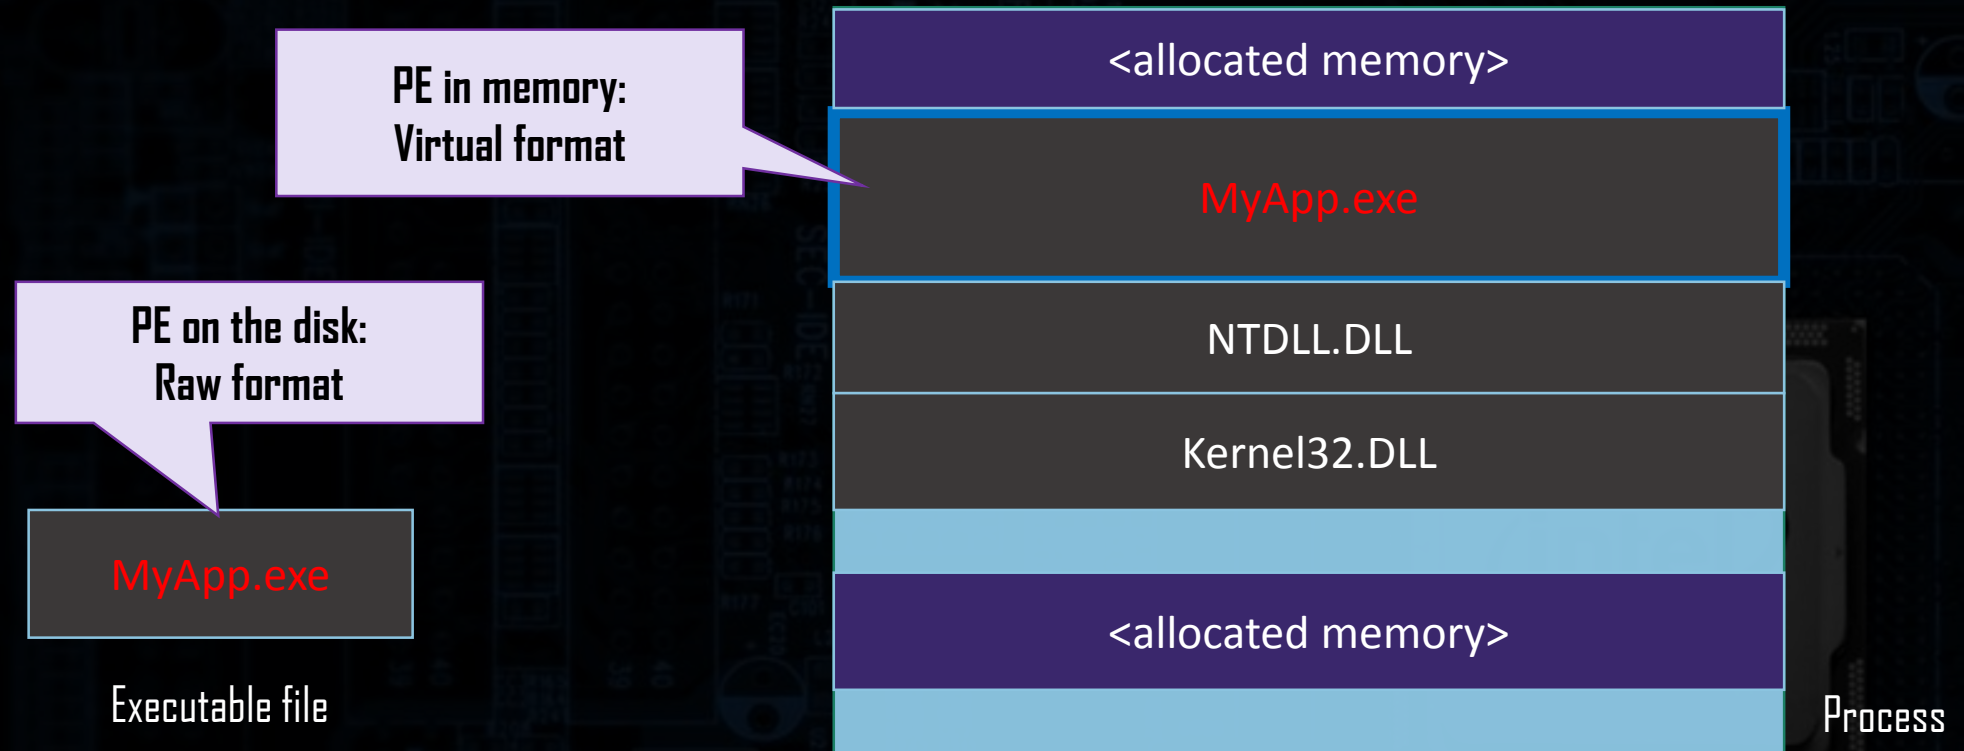 <allocated memory>
PE in memory:
Virtual format
MyApp.exe
PE on the disk:
Raw format
NTDLL.DLL
Kernel32.DLL
MyApp.exe
<allocated memory>
Executable file
Process